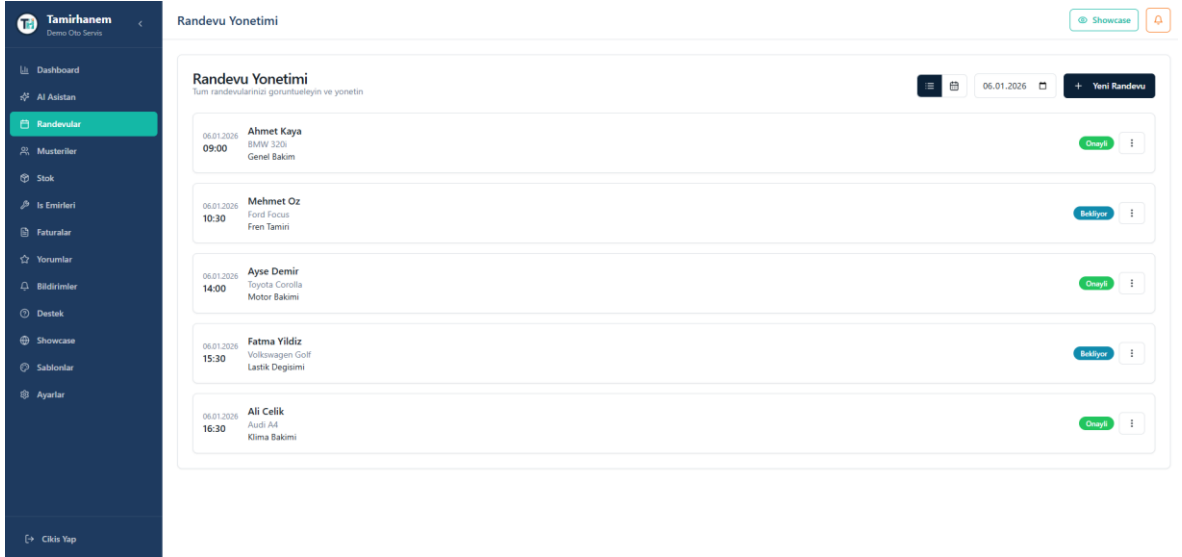 TH
Tamirhanem
Demo Oto Servis
Dashboard
AI Asistan
Randevular
Musteriler
Stok
Is Emirleri
Faturalar
Yorumlar
Bildirimler
Destek
Showcase
Sablonlar
Ayarlar
Cikis Yap
Randevu Yonetimi
Showcase
Randevu Yonetimi
Tum randevularinizi goruntueleyin ve yonetin
06.01.2026
+ Yeni Randevu
06.01.2026
09:00
Ahmet Kaya
BMW 320i
Genel Bakim
Onayli
06.01.2026
10:30
Mehmet Oz
Ford Focus
Fren Tamiri
Bekliyor
06.01.2026
14:00
Ayse Demir
Toyota Corolla
Motor Bakimi
Onayli
06.01.2026
15:30
Fatma Yildiz
Volkswagen Golf
Lastik Degisimi
Bekliyor
06.01.2026
16:30
Ali Celik
Audi A4
Klima Bakimi
Onayli